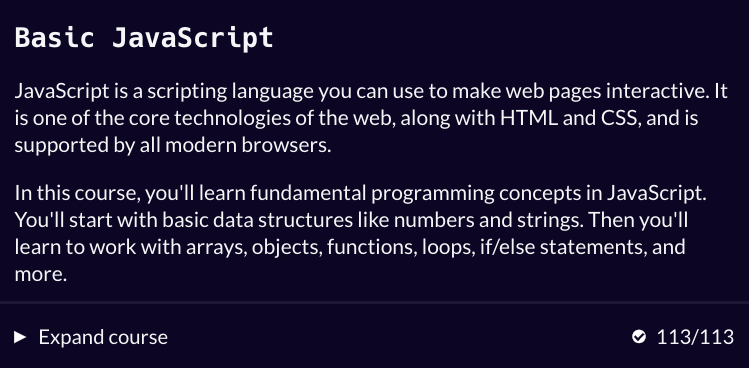 Basic JavaScript
JavaScript is a scripting language you can use to make web pages interactive. It
is one of the core technologies of the web, along with HTML and CSS, and is
supported by all modern browsers.
In this course, you'll learn fundamental programming concepts in JavaScript.
You'll start with basic data structures like numbers and strings. Then you'll
learn to work with arrays, objects, functions, loops, if/else statements, and
more.
Expand course 113/113